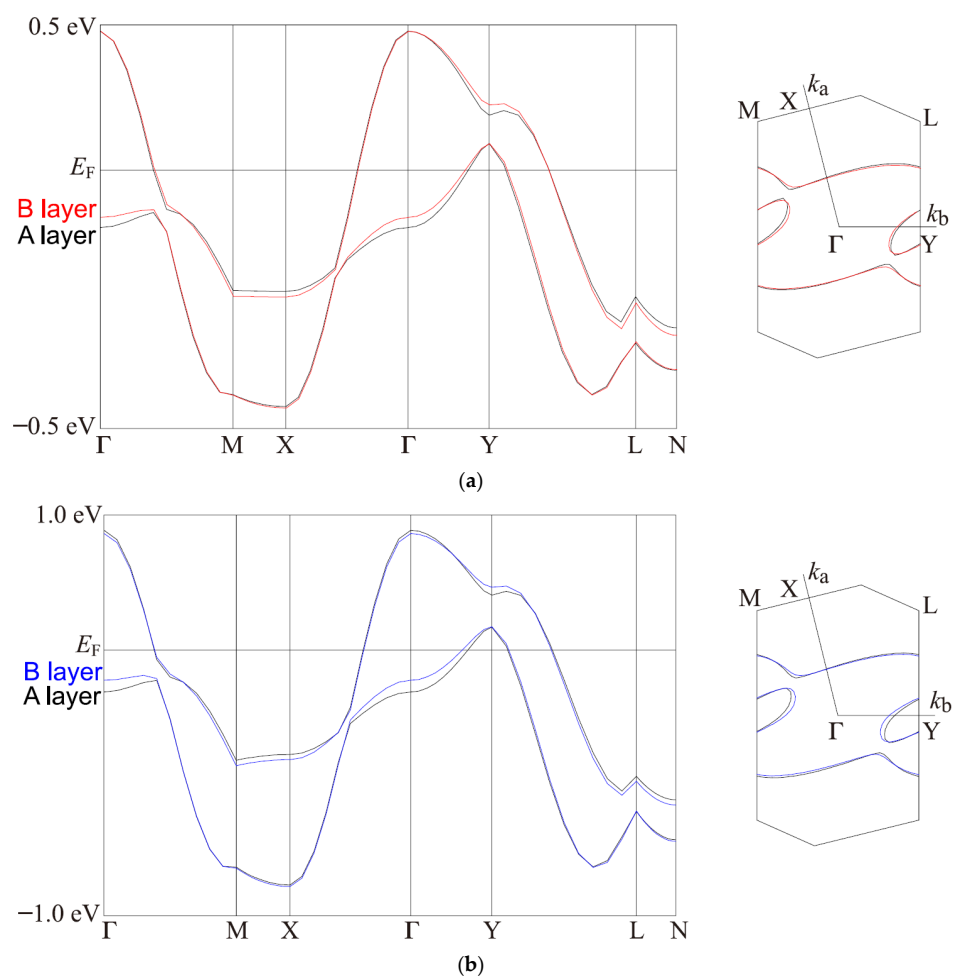 0.5 eV
E_F
B layer
A layer
−0.5 eV
Γ M X Γ Y L N
M X k_a L
Γ k_b Y
(a)
1.0 eV
E_F
B layer
A layer
−1.0 eV
Γ M X Γ Y L N
M X k_a L
Γ k_b Y
(b)